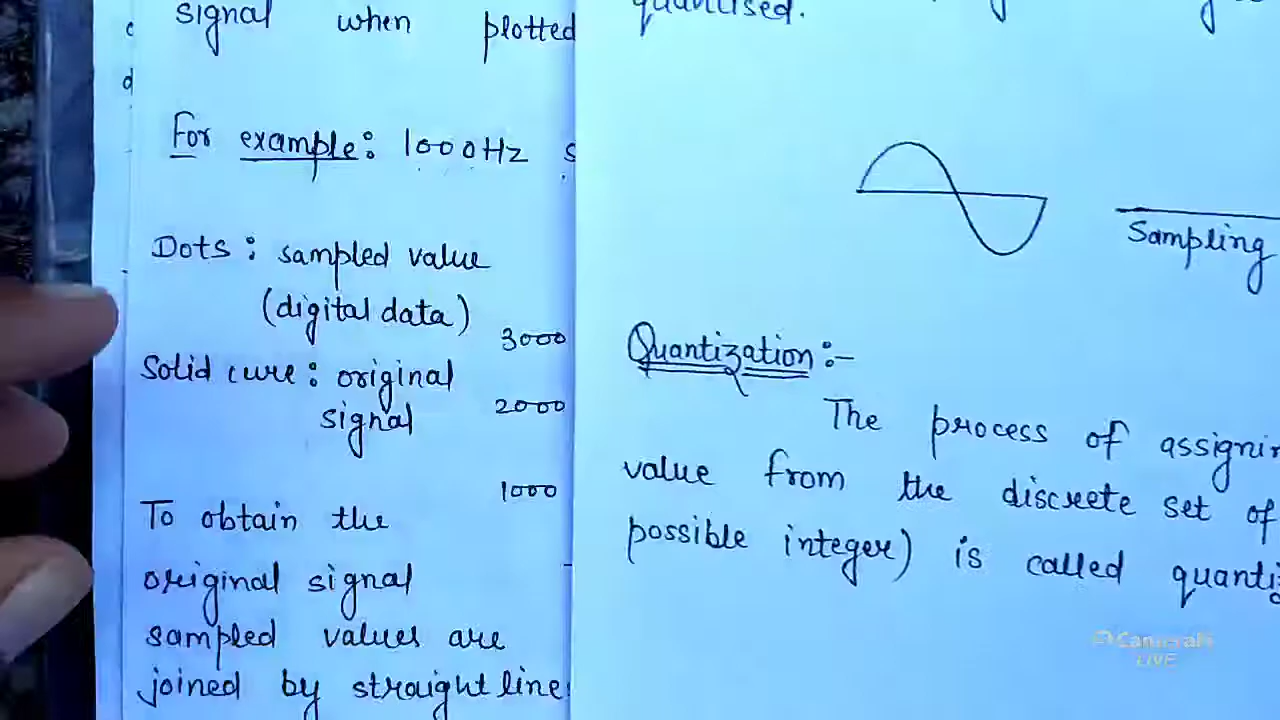 signal when plotted
For example: 1000Hz s
Dots: sampled value
(digital data)
3000
Solid cure: original
signal
2000
1000
To obtain the
original signal
sampled values are
joined by straight line
quantised.
Sampling
Quantization:-
The process of assignin
value from the discrete set of
possible integer) is called quanti
LIVE